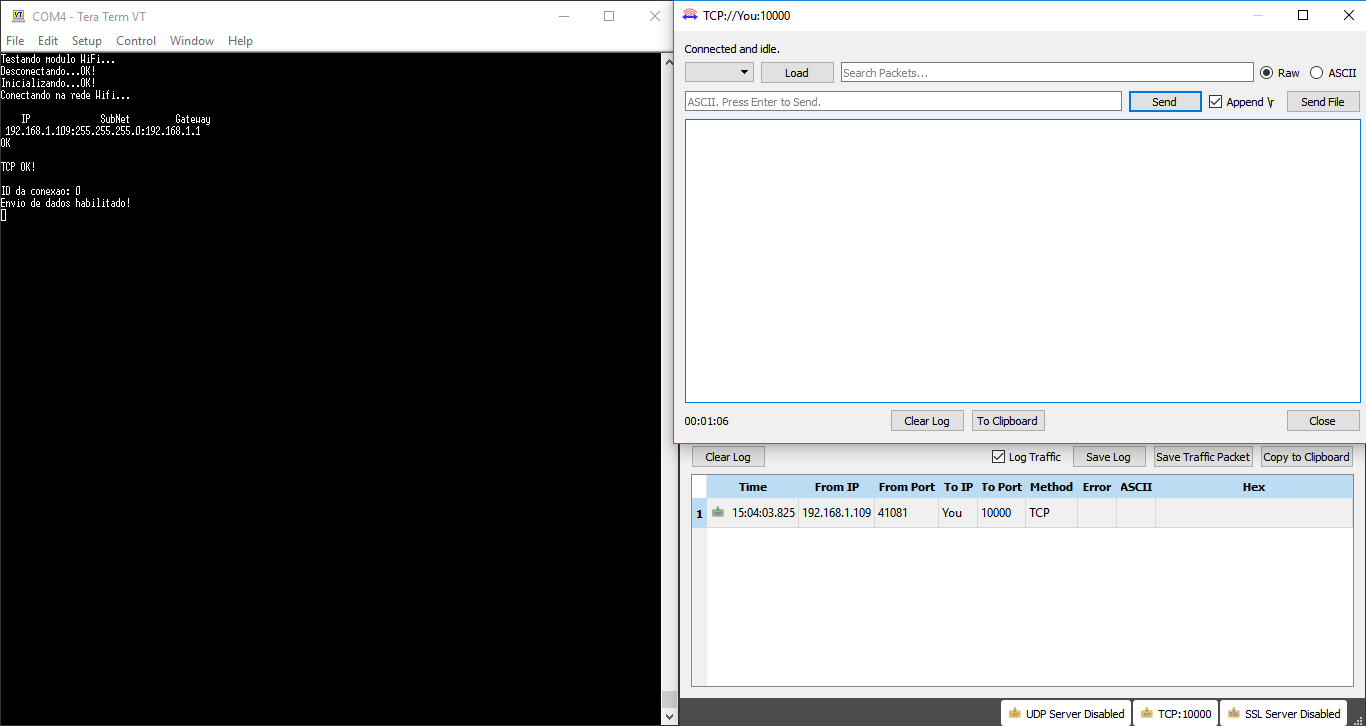 COM4 - Tera Term VT
File Edit Setup Control Window Help
Testando modulo WiFi...
Desconectando...OK!
Inicializando...OK!
Conectando na rede Wifi...
IP SubNet Gateway
192.168.1.109:255.255.255.0:192.168.1.1
OK
TCP OK!
ID da conexao: 0
Envio de dados habilitado!
TCP://You:10000
Connected and idle.
Load Search Packets... Raw ASCII
ASCII. Press Enter to Send. Send Append \r Send File
00:01:06 Clear Log To Clipboard Close
Clear Log Log Traffic Save Log Save Traffic Packet Copy to Clipboard
Time From IP From Port To IP To Port Method Error ASCII Hex
1 15:04:03.825 192.168.1.109 41081 You 10000 TCP
UDP Server Disabled TCP:10000 SSL Server Disabled